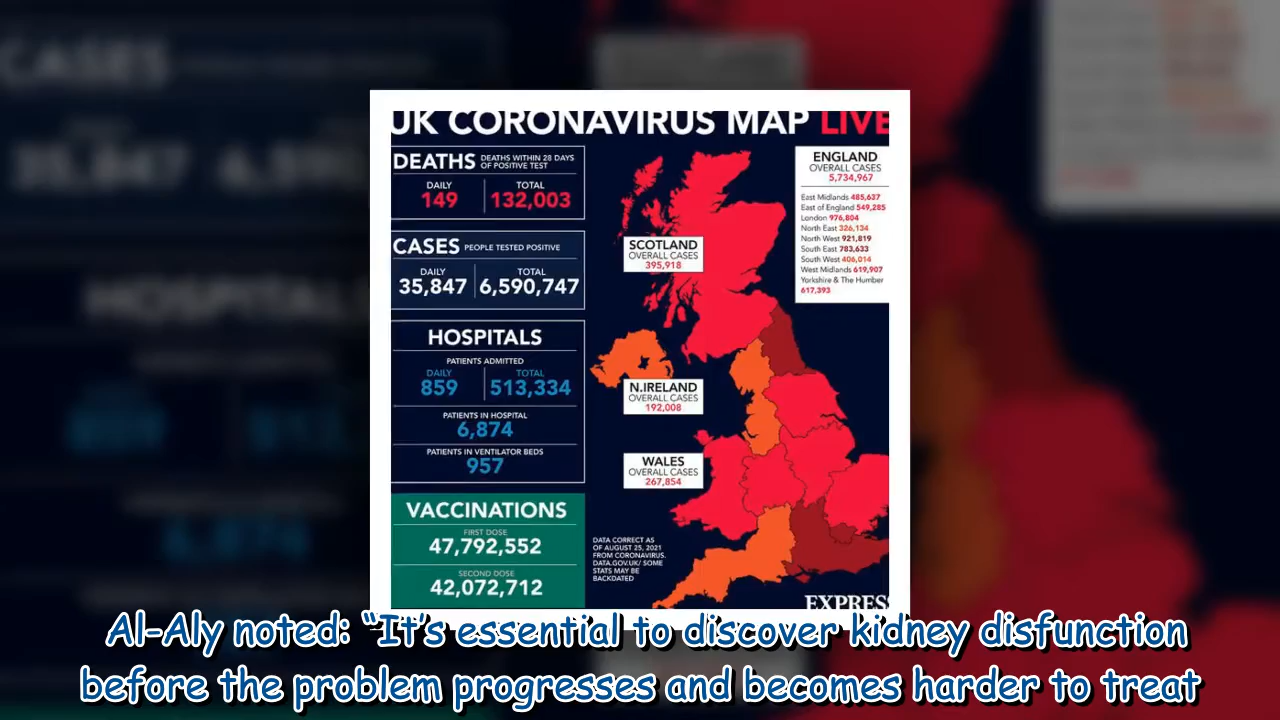 UK CORONAVIRUS MAP LIVE
DEATHS DEATHS WITHIN 28 DAYS
OF POSITIVE TEST
DAILY TOTAL
149 132,003
CASES PEOPLE TESTED POSITIVE
DAILY TOTAL
35,847 6,590,747
HOSPITALS
PATIENTS ADMITTED
DAILY TOTAL
859 513,334
PATIENTS IN HOSPITAL
6,874
PATIENTS IN VENTILATOR BEDS
957
VACCINATIONS
FIRST DOSE
47,792,552
SECOND DOSE
42,072,712
SCOTLAND
OVERALL CASES
395,918
N.IRELAND
OVERALL CASES
192,008
WALES
OVERALL CASES
267,854
ENGLAND
OVERALL CASES
5,734,967
East Midlands 485,637
East of England 549,285
London 976,804
North East 326,134
North West 921,819
South East 783,633
South West 406,014
West Midlands 619,907
Yorkshire & The Humber
617,393
DATA CORRECT AS
OF AUGUST 25, 2021
FROM CORONAVIRUS.
DATA.GOV.UK/ SOME
STATS MAY BE
BACKDATED
EXPRES
Al-Aly noted: “It’s essential to discover kidney disfunction
before the problem progresses and becomes harder to treat